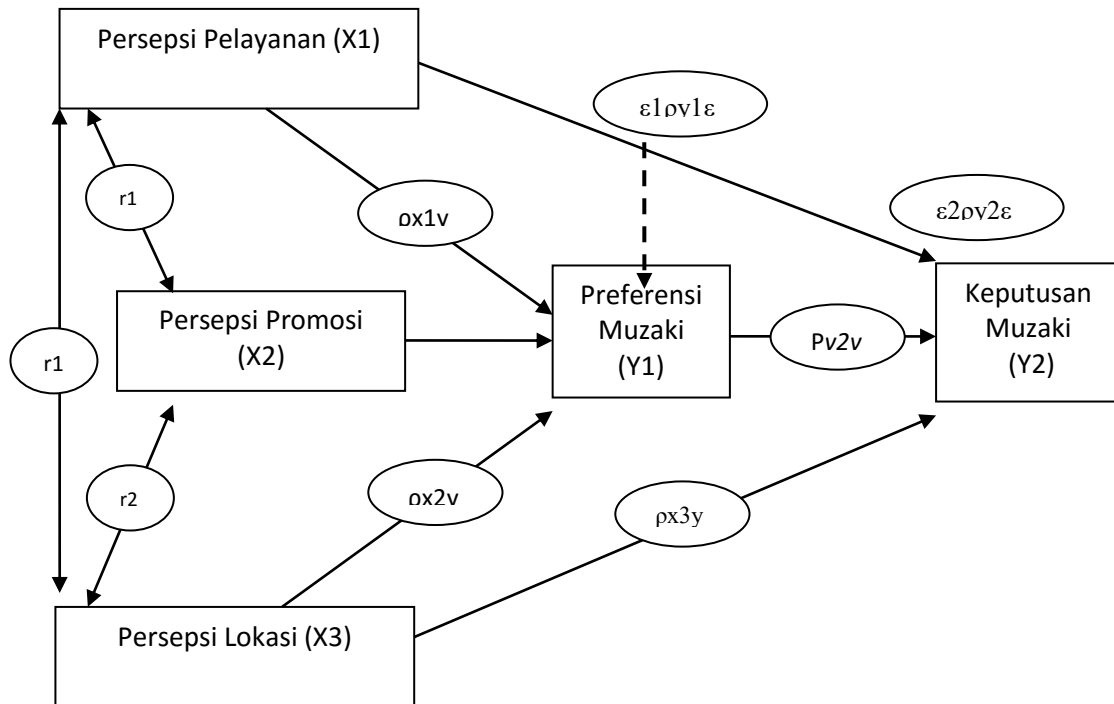 Persepsi Pelayanan (X1)
ε1ρy1ε
r1
ρx1y
ε2ρy2ε
Persepsi Promosi
(X2)
Preferensi
Muzaki
(Y1)
Py2y
Keputusan
Muzaki
(Y2)
r1
r2
ρx2y
ρx3y
Persepsi Lokasi (X3)